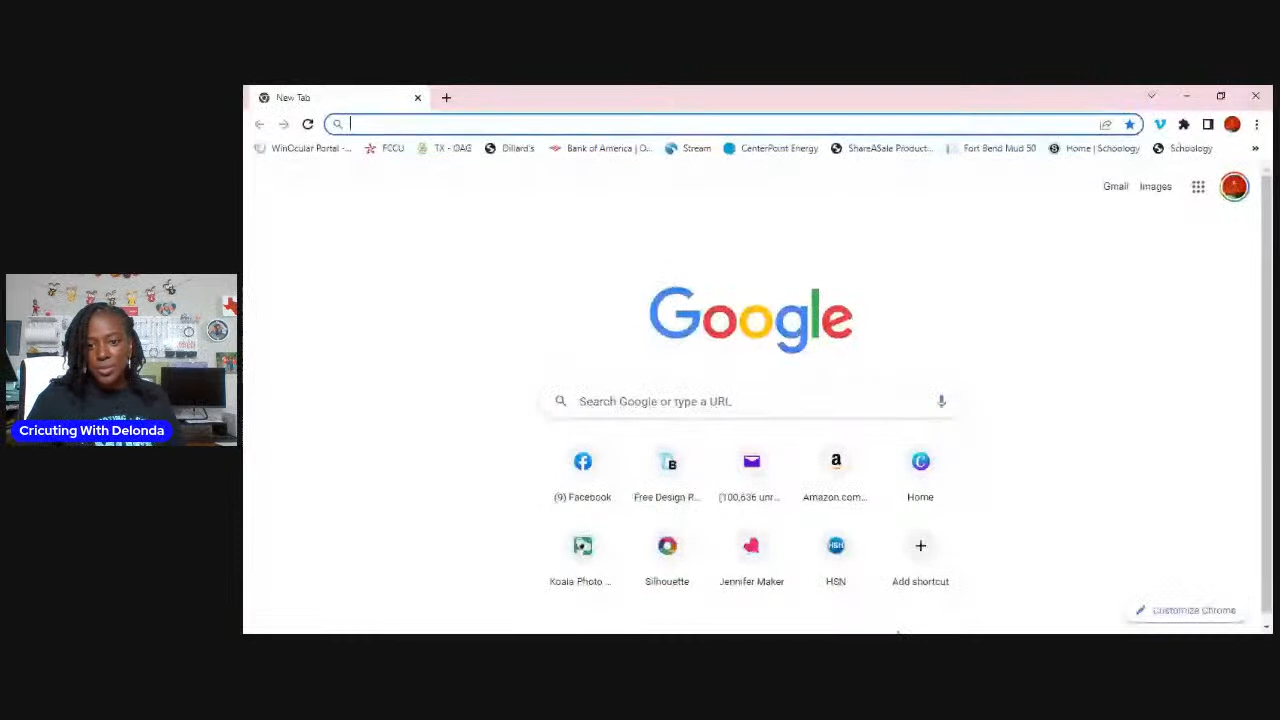 New Tab
WinOcular Portal -...
FCCU
TX - OAG
Dillard's
Bank of America | O...
Stream
CenterPoint Energy
ShareASale Product...
Fort Bend Mud 50
Home | Schoology
Schoology
»
Gmail
Images
Google
Search Google or type a URL
(9) Facebook
Free Design R...
(100,636 unr...
Amazon.com...
Home
Koala Photo ...
Silhouette
Jennifer Maker
HSN
Add shortcut
Customize Chrome
Cricuting With Delonda